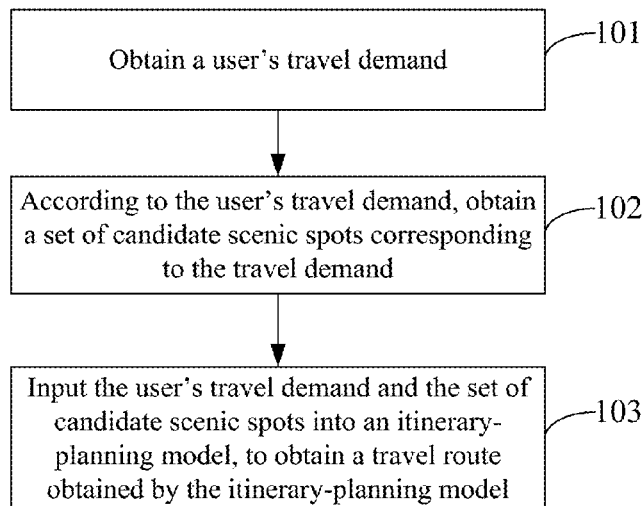 Obtain a user's travel demand
101
According to the user's travel demand, obtain
a set of candidate scenic spots corresponding
to the travel demand
102
Input the user's travel demand and the set of
candidate scenic spots into an itinerary-
planning model, to obtain a travel route
obtained by the itinerary-planning model
103